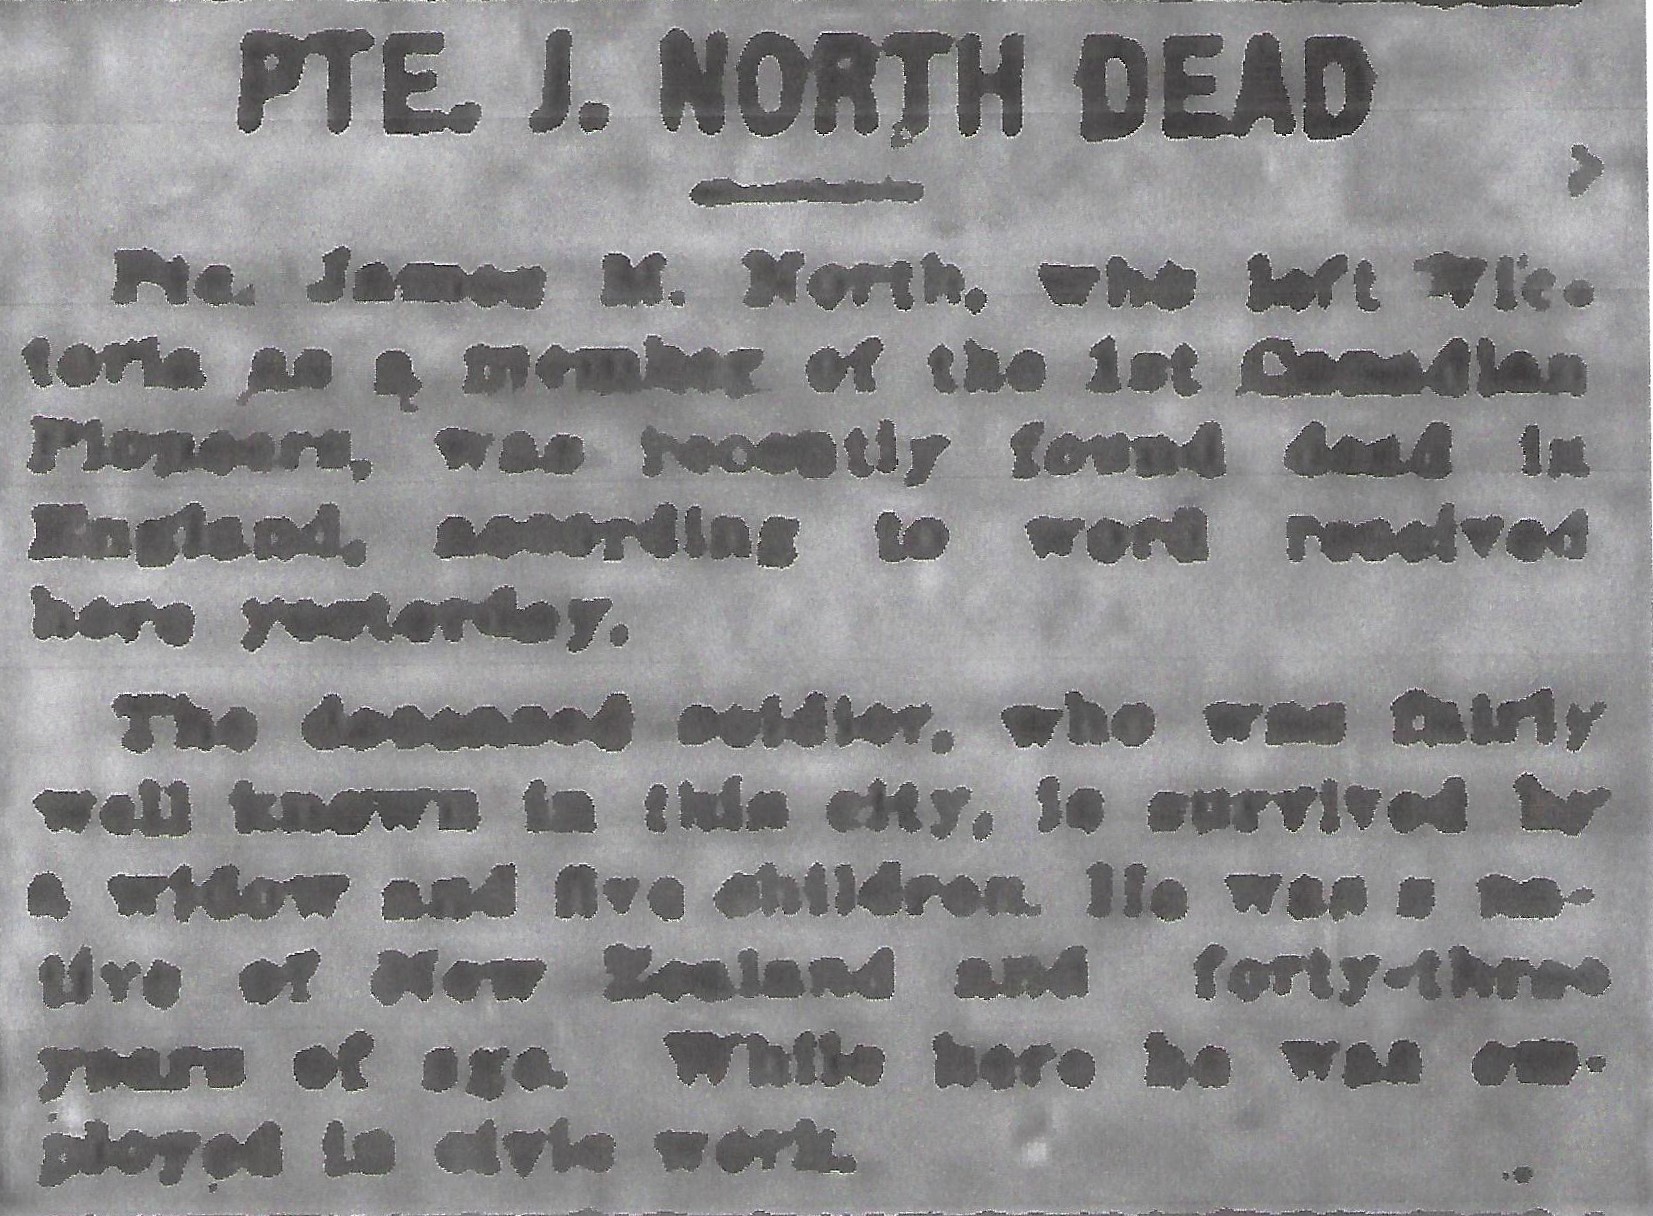 PTE. J. NORTH DEAD
Pte. James M. North, who left Vic-
toria as a member of the 1st Canadian
Pioneers, was recently found dead in
England, according to word received
here yesterday.
The deceased soldier, who was fairly
well known in this city, is survived by
a widow and five children. He was a na-
tive of New Zealand and forty-three
years of age. While here he was em-
ployed in civic work.